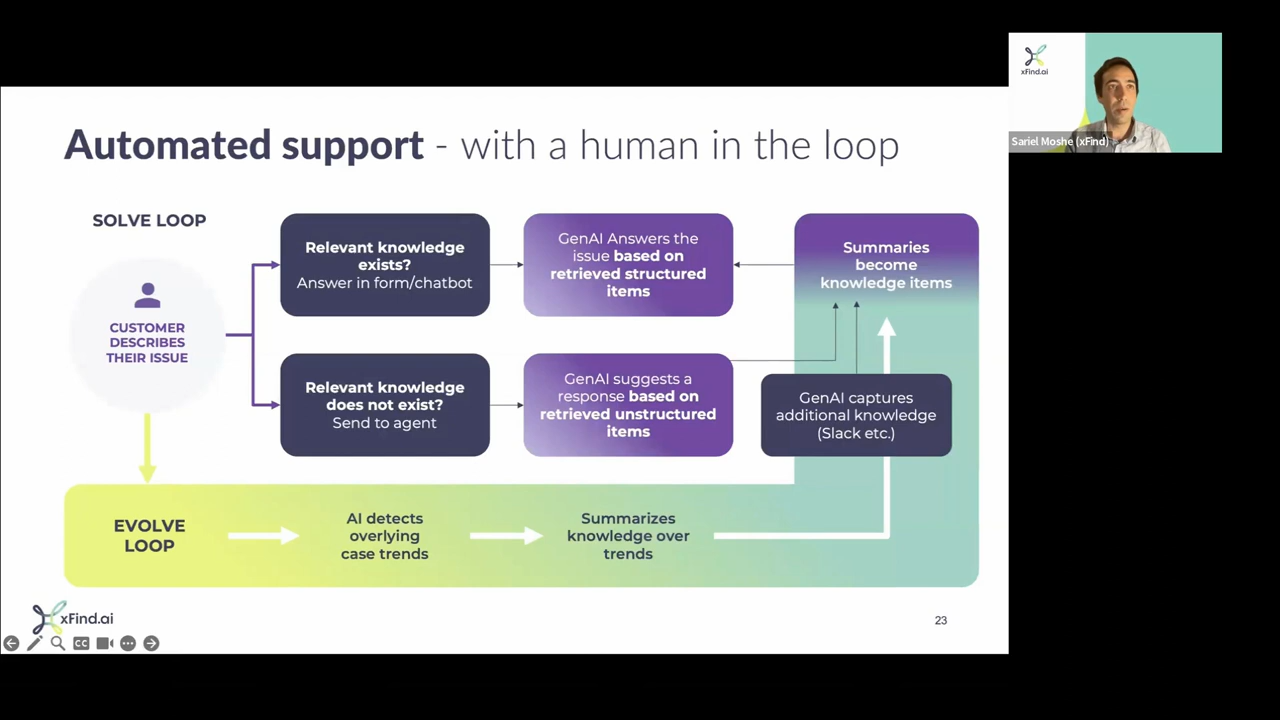 xFind.ai
Sariel Moshe (xFind)
Automated support - with a human in the loop
SOLVE LOOP
CUSTOMER
DESCRIBES
THEIR ISSUE
Relevant knowledge
exists?
Answer in form/chatbot
GenAI Answers the
issue based on
retrieved structured
items
Summaries
become
knowledge items
Relevant knowledge
does not exist?
Send to agent
GenAI suggests a
response based on
retrieved unstructured
items
GenAI captures
additional knowledge
(Slack etc.)
EVOLVE
LOOP
AI detects
overlying
case trends
Summarizes
knowledge over
trends
xFind.ai
CC
23